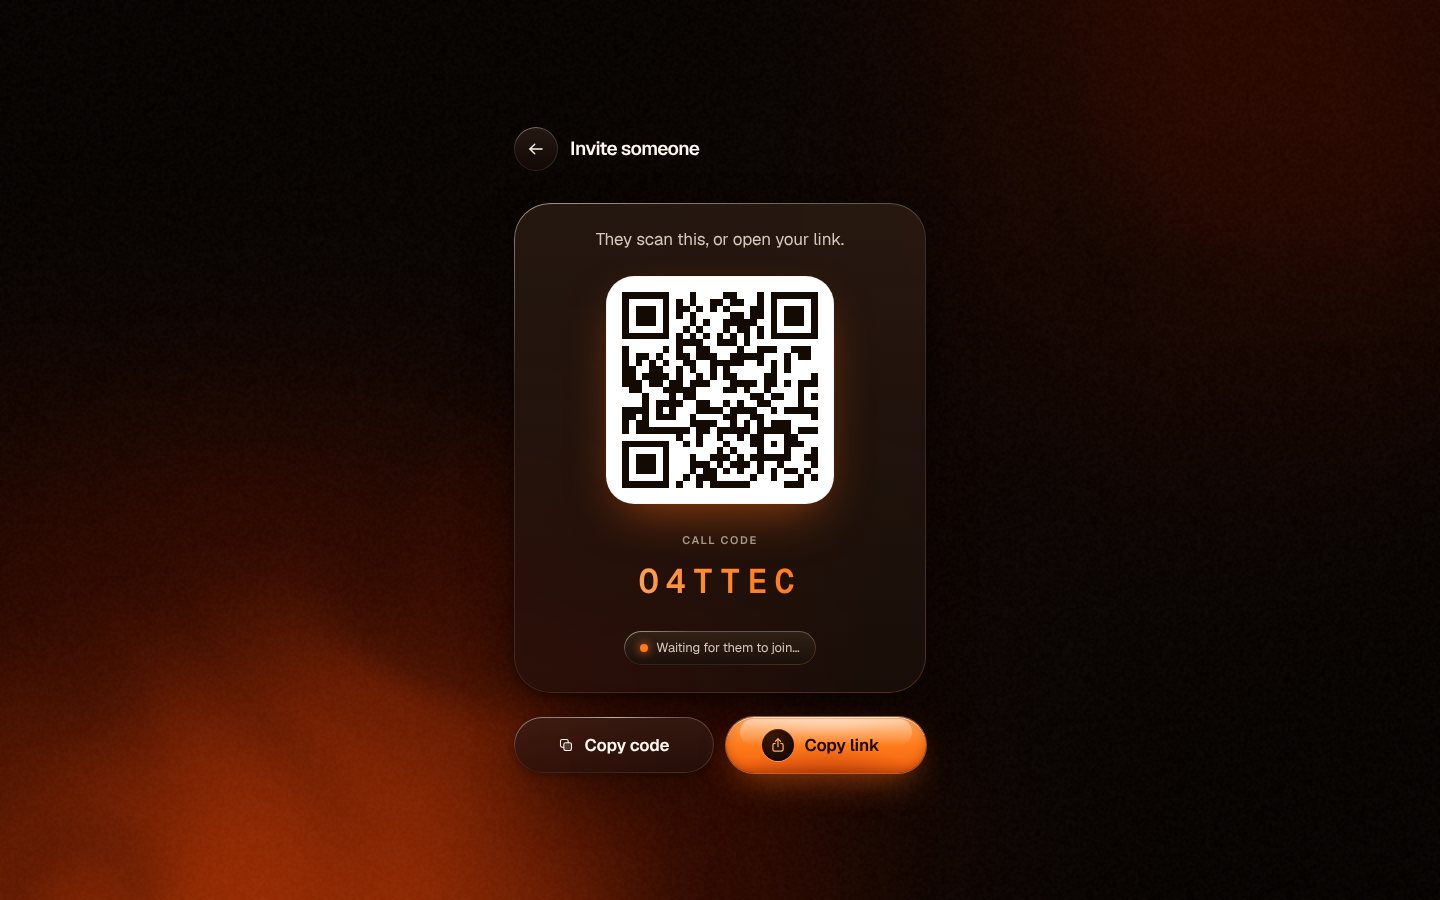 Invite someone
They scan this, or open your link.
CALL CODE
04TTEC
Waiting for them to join…
Copy code
Copy link